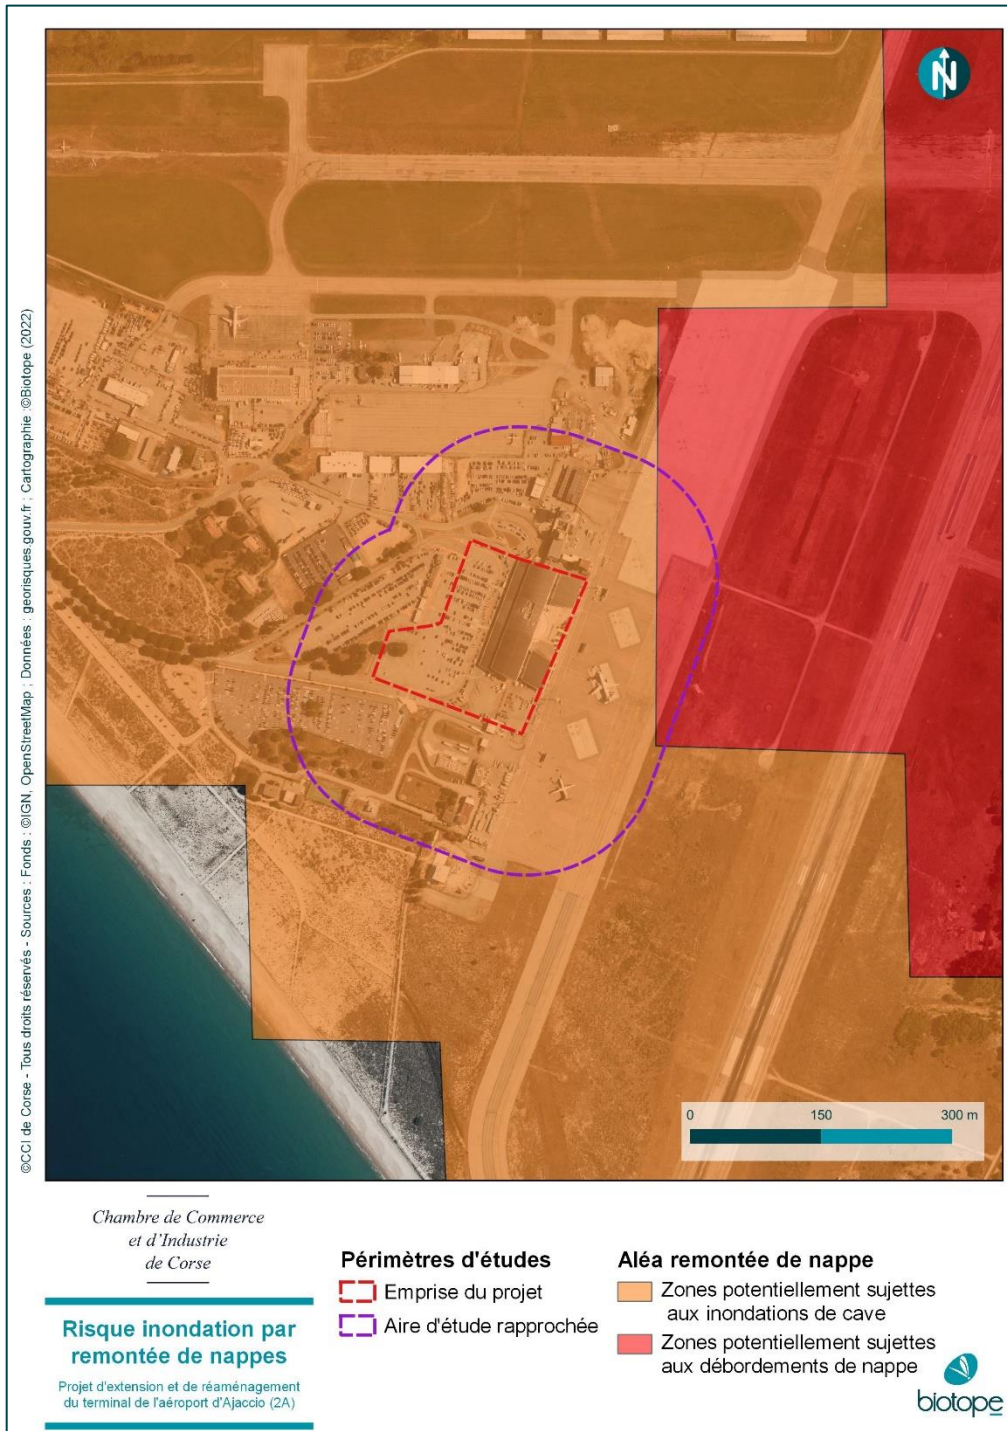 N
©CCI de Corse - Tous droits réservés - Sources : Fonds : ©IGN, OpenStreetMap ; Données : georisques.gouv.fr ; Cartographie :©Biotope (2022)
0 150 300 m
Chambre de Commerce
et d'Industrie
de Corse
Risque inondation par
remontée de nappes
Projet d'extension et de réaménagement
du terminal de l'aéroport d'Ajaccio (2A)
Périmètres d'études
Emprise du projet
Aire d'étude rapprochée
Aléa remontée de nappe
Zones potentiellement sujettes
aux inondations de cave
Zones potentiellement sujettes
aux débordements de nappe
biotope